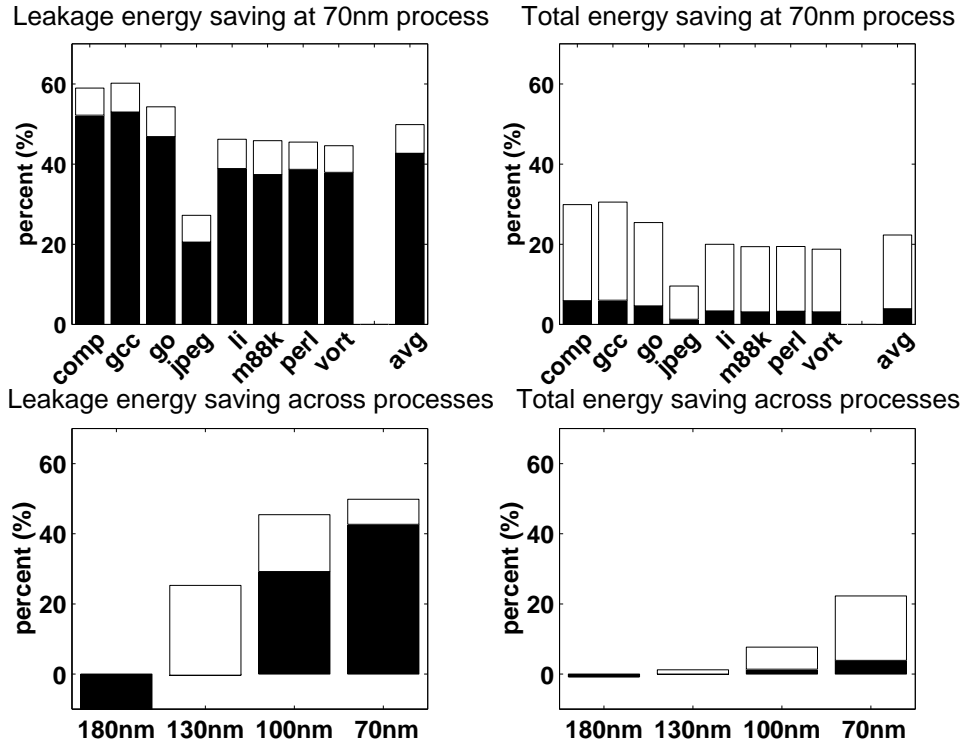 Leakage energy saving at 70nm process
percent (%)
60
40
20
0
comp
gcc
go
jpeg
li
m88k
perl
vort
avg
Total energy saving at 70nm process
percent (%)
60
40
20
0
comp
gcc
go
jpeg
li
m88k
perl
vort
avg
Leakage energy saving across processes
percent (%)
60
40
20
0
180nm 130nm 100nm 70nm
Total energy saving across processes
percent (%)
60
40
20
0
180nm 130nm 100nm 70nm